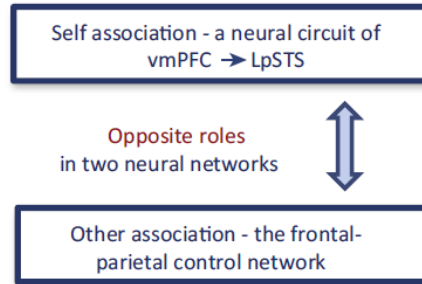 Self association - a neural circuit of
vmPFC → LpSTS
Opposite roles
in two neural networks
Other association - the frontal-
parietal control network